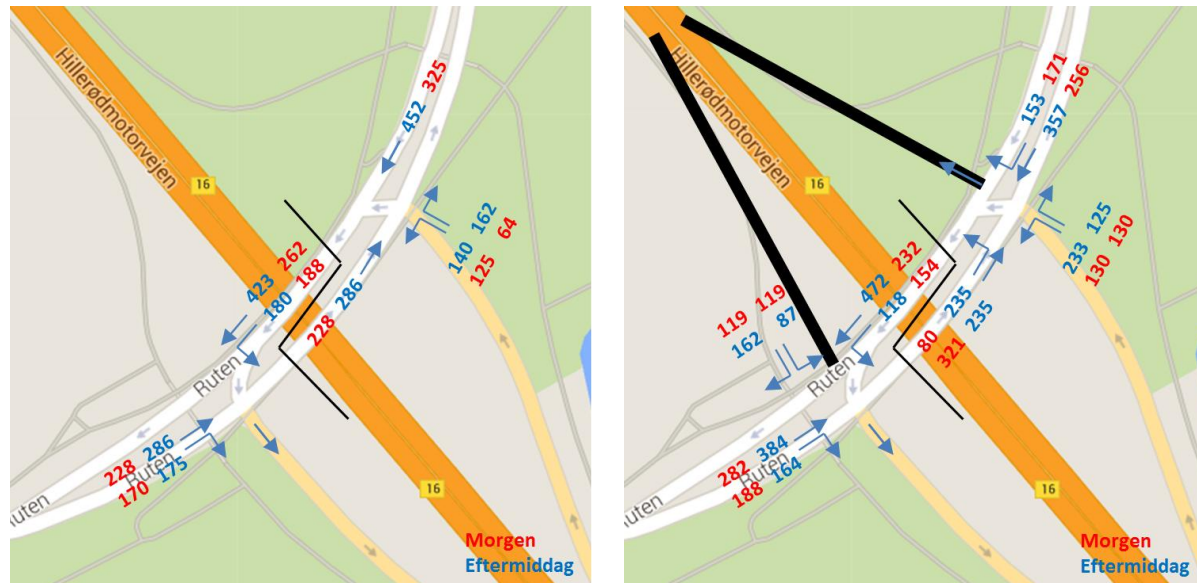 Hillerødmotorvejen
16
452 325
140 162
125 64
423 262
180 188
286
228
Ruten
228 286
170 175
Ruten
Ruten
16
Morgen
Eftermiddag
Hillerødmotorvejen
16
153 171
357 256
233 125
130 130
472 232
118 154
235
235
80
321
119 119
162 87
Ruten
282 384
188 164
Ruten
Ruten
16
Morgen
Eftermiddag